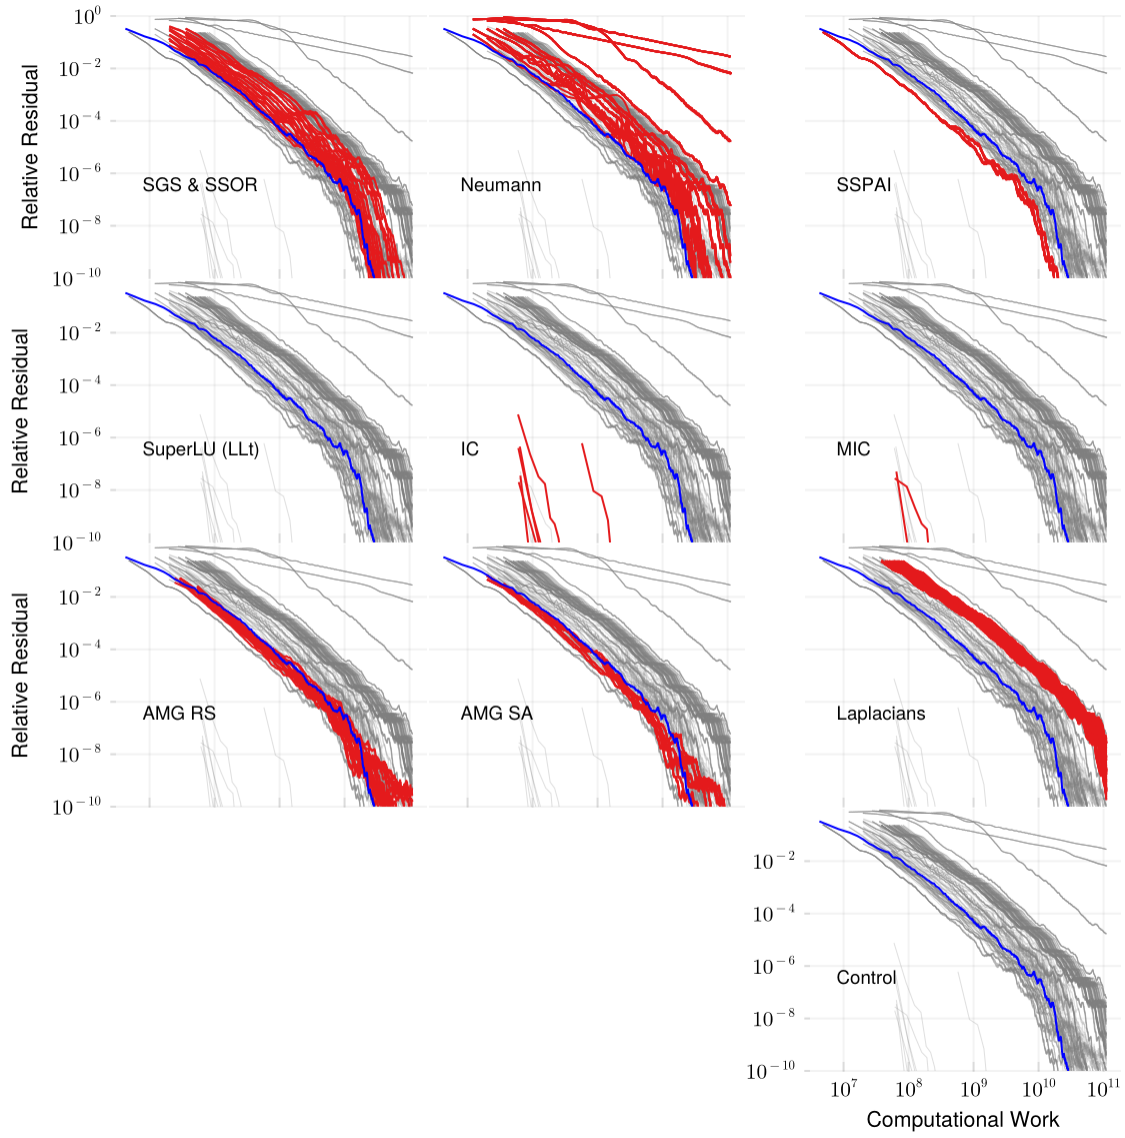 10^0
10^−2
10^−4
10^−6
10^−8
10^−10
Relative Residual
SGS & SSOR
Neumann
SSPAI
10^−2
10^−4
10^−6
10^−8
10^−10
Relative Residual
SuperLU (LLt)
IC
MIC
10^−2
10^−4
10^−6
10^−8
10^−10
Relative Residual
AMG RS
AMG SA
Laplacians
10^−2
10^−4
10^−6
10^−8
10^−10
Control
10^7 10^8 10^9 10^10 10^11
Computational Work